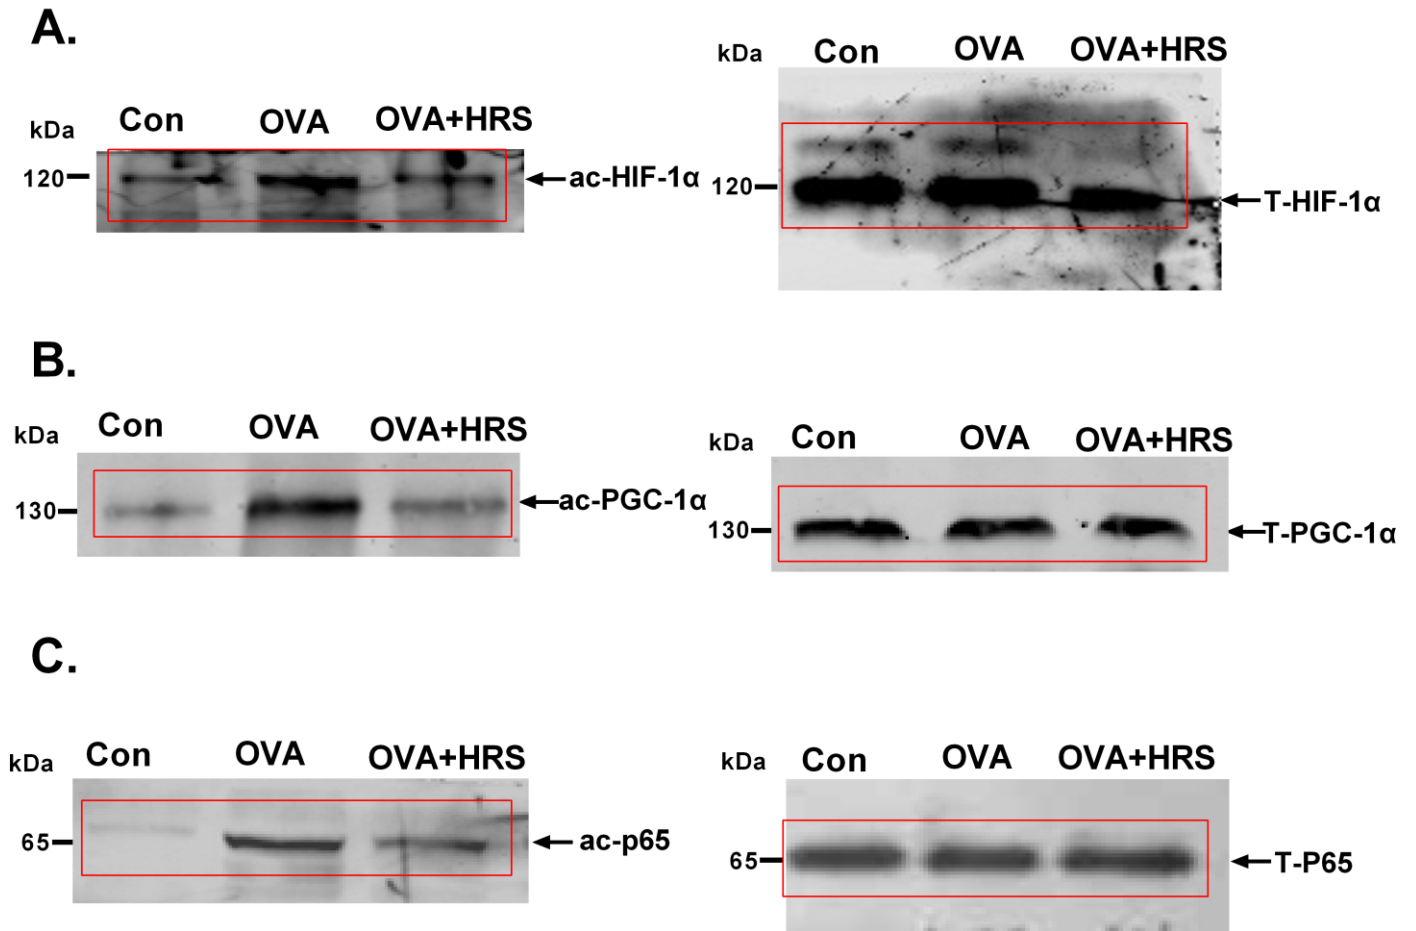 A.
kDa Con OVA OVA+HRS
120 ac-HIF-1α
kDa Con OVA OVA+HRS
120 T-HIF-1α
B.
kDa Con OVA OVA+HRS
130 ac-PGC-1α
kDa Con OVA OVA+HRS
130 T-PGC-1α
C.
kDa Con OVA OVA+HRS
65 ac-p65
kDa Con OVA OVA+HRS
65 T-P65